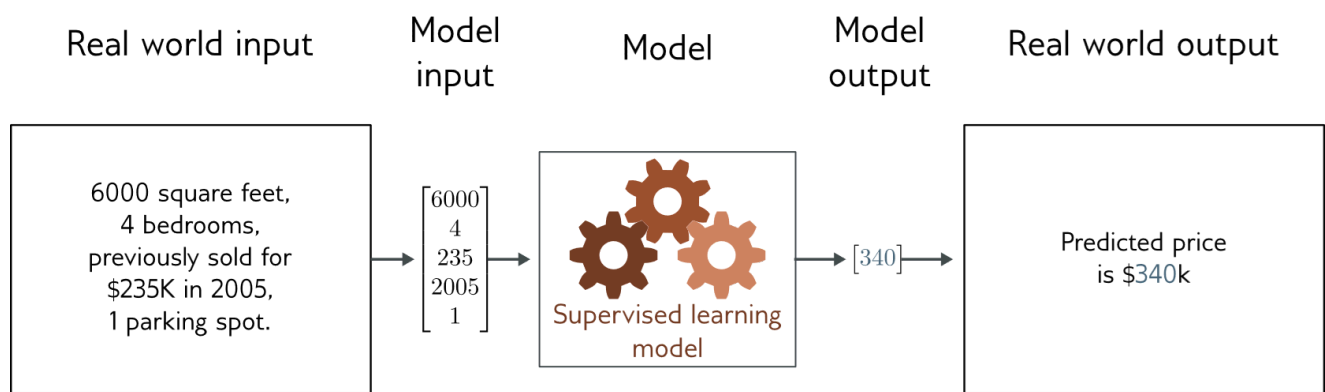 Real world input
Model
input
Model
Model
output
Real world output
6000 square feet,
4 bedrooms,
previously sold for
$235K in 2005,
1 parking spot.
6000
4
235
2005
1
Supervised learning
model
[340]
Predicted price
is $340k